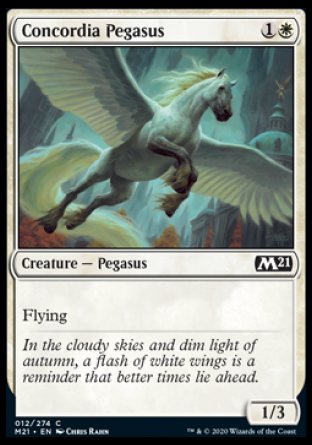 Concordia Pegasus 1
Creature — Pegasus M21
Flying
In the cloudy skies and dim light of
autumn, a flash of white wings is a
reminder that better times lie ahead.
1/3
012/274 C
M21 • EN Chris Rahn ™ & © 2020 Wizards of the Coast